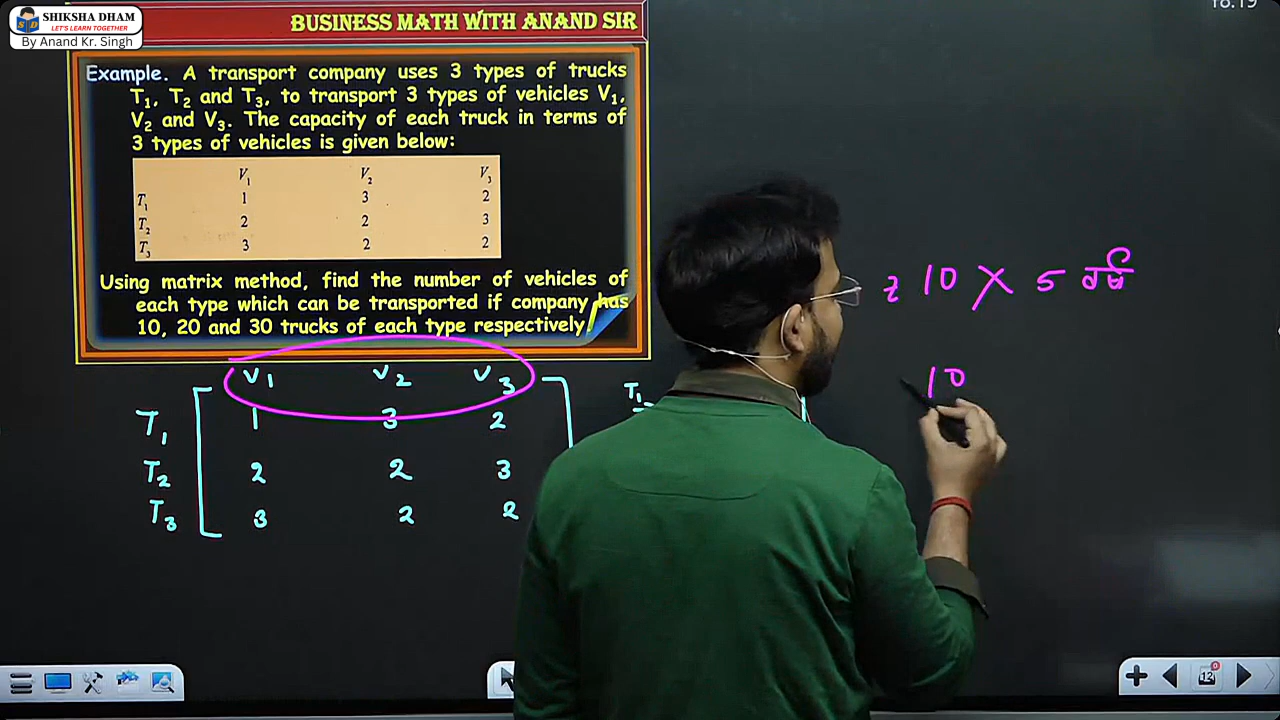 SHIKSHA DHAM
LET'S LEARN TOGETHER
By Anand Kr. Singh
BUSINESS MATH WITH ANAND SIR
18:19
Example. A transport company uses 3 types of trucks
T₁, T₂ and T₃, to transport 3 types of vehicles V₁,
V₂ and V₃. The capacity of each truck in terms of
3 types of vehicles is given below:
V₁ V₂ V₃
T₁ 1 3 2
T₂ 2 2 3
T₃ 3 2 2
Using matrix method, find the number of vehicles of
each type which can be transported if company has
10, 20 and 30 trucks of each type respectively.
V₁ V₂ V₃
T₁ 1 3 2
T₂ 2 2 3
T₃ 3 2 2
T₁
10 X 5
10
12